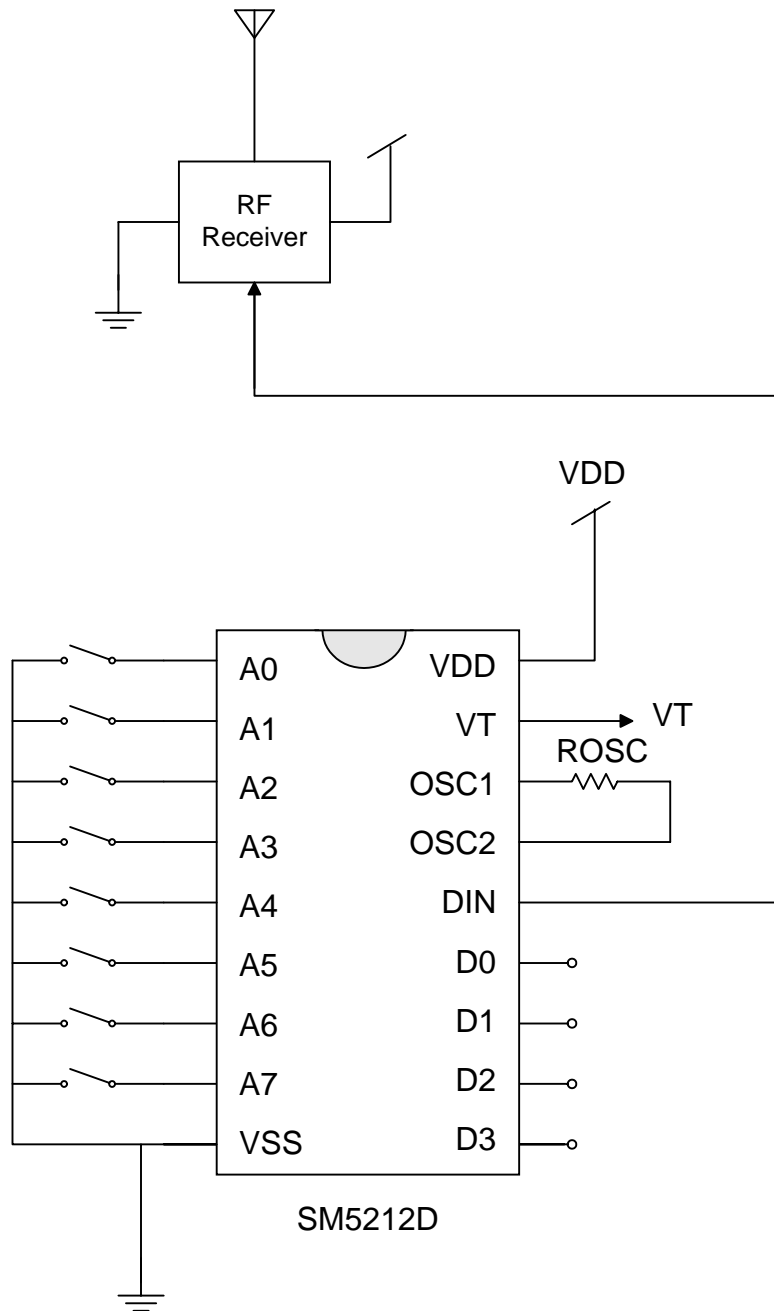 RF
Receiver
VDD
A0
A1
A2
A3
A4
A5
A6
A7
VSS
VDD
VT
OSC1
OSC2
DIN
D0
D1
D2
D3
VT
ROSC
SM5212D